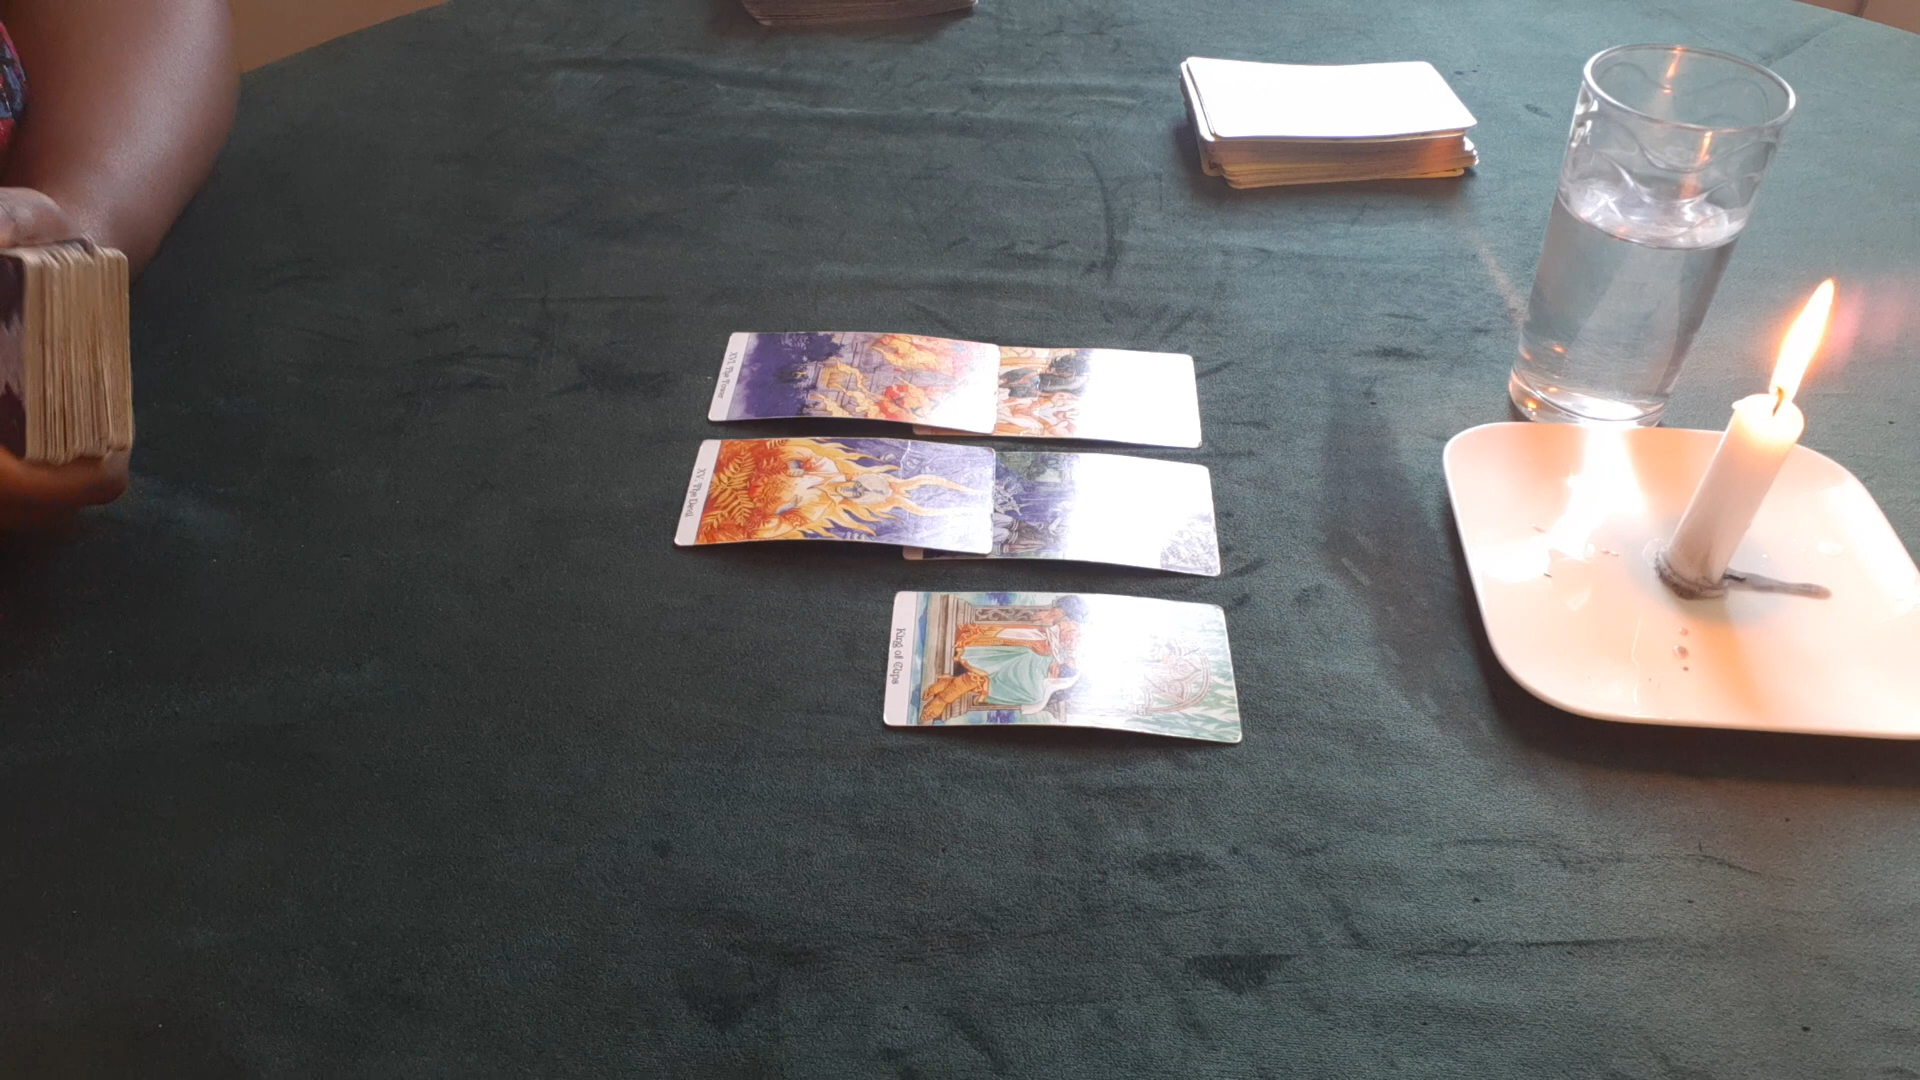 XVI. The Tower
XV. The Devil
King of Cups